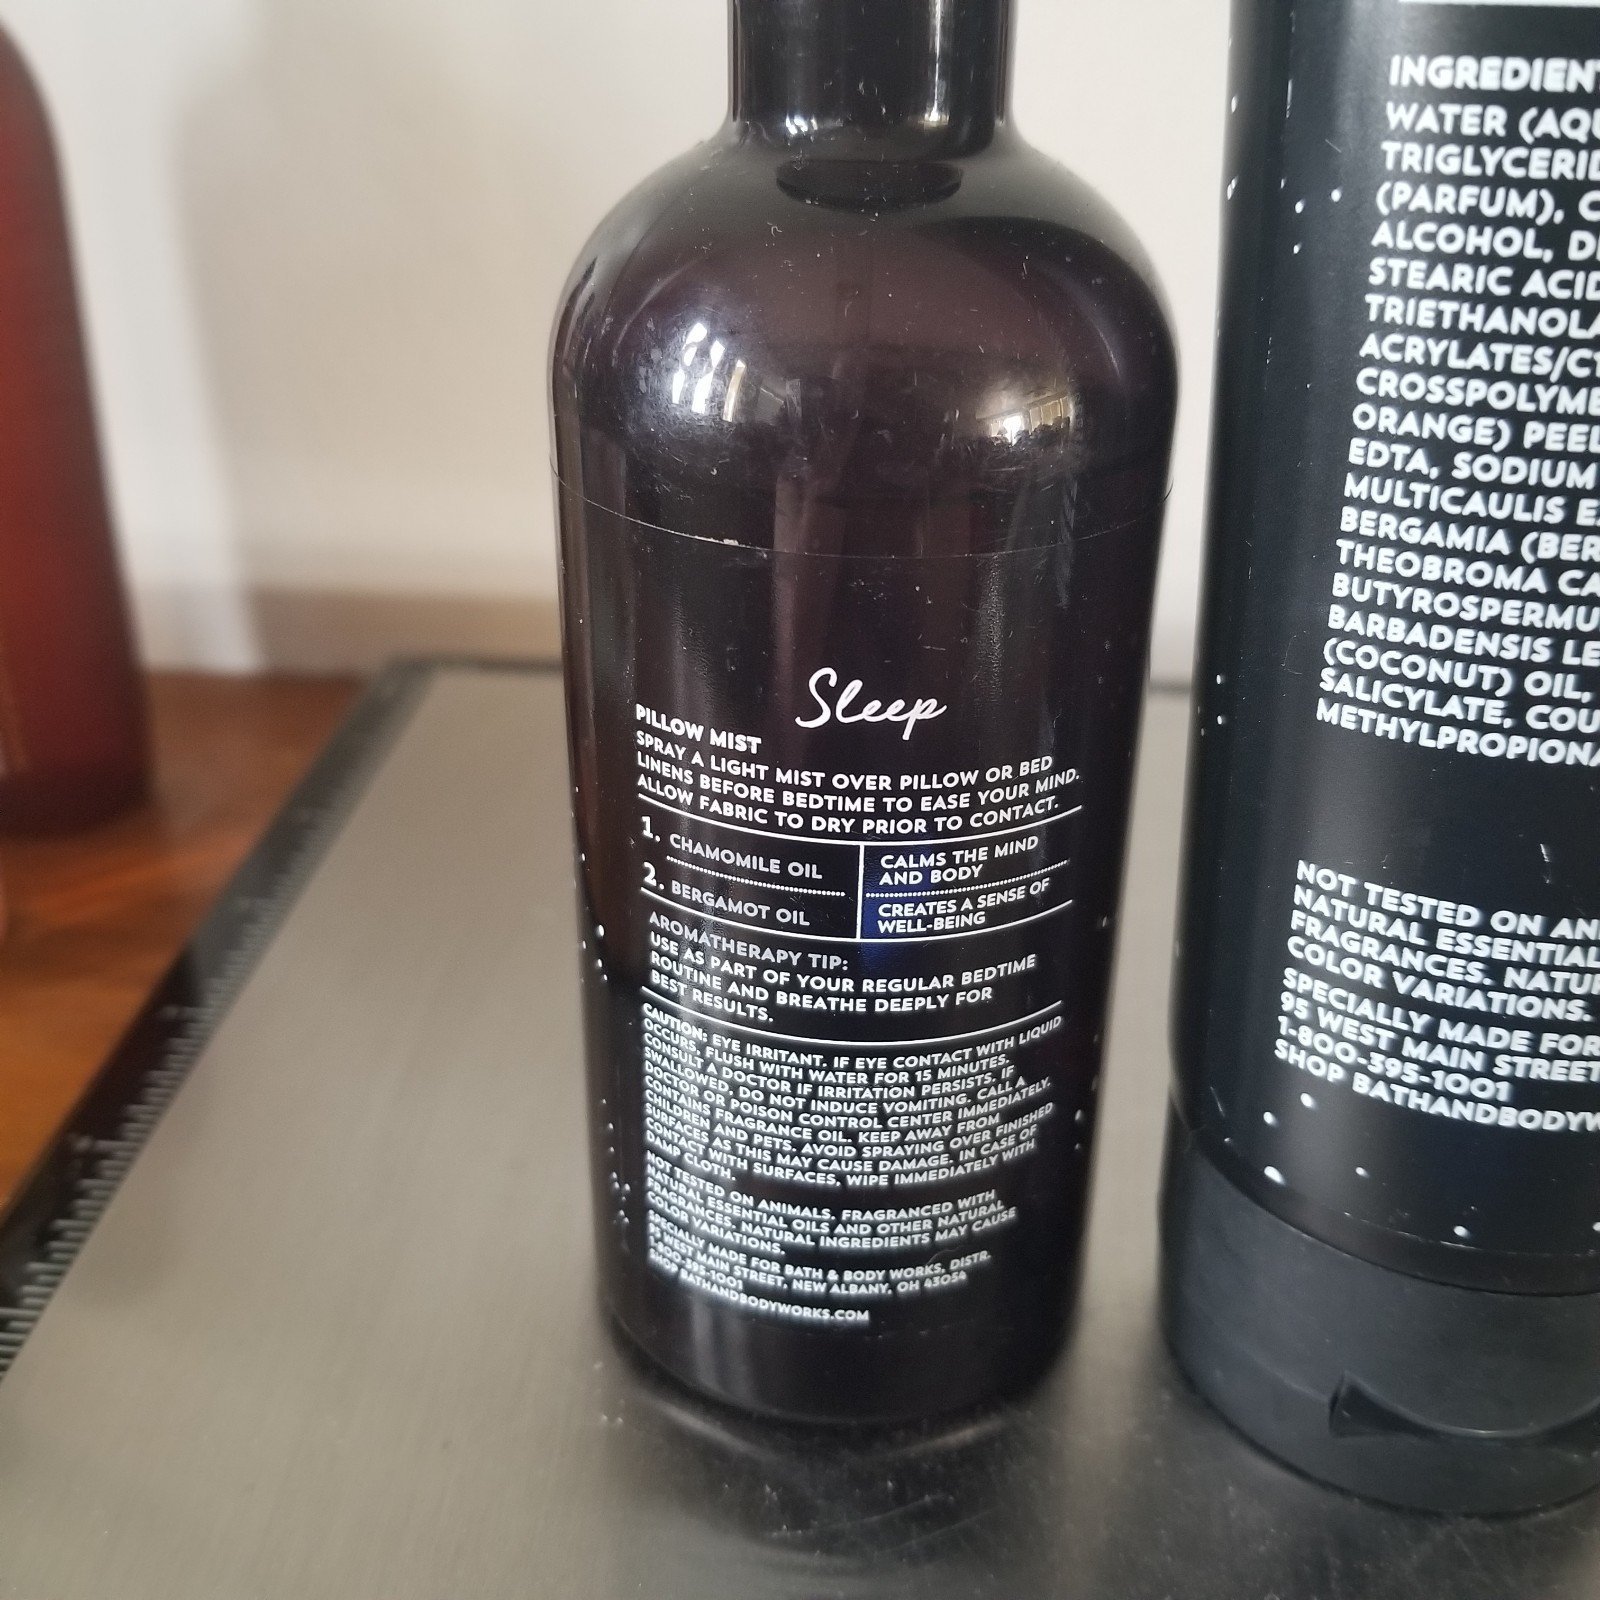 Sleep
PILLOW MIST
SPRAY A LIGHT MIST OVER PILLOW OR BED
LINENS BEFORE BEDTIME TO EASE YOUR MIND.
ALLOW FABRIC TO DRY PRIOR TO CONTACT.
1. CHAMOMILE OIL
CALMS THE MIND
AND BODY
2. BERGAMOT OIL
CREATES A SENSE OF
WELL-BEING
AROMATHERAPY TIP:
USE AS PART OF YOUR REGULAR BEDTIME
ROUTINE AND BREATHE DEEPLY FOR
BEST RESULTS.
CAUTION: EYE IRRITANT. IF EYE CONTACT WITH LIQUID
OCCURS, FLUSH WITH WATER FOR 15 MINUTES.
CONSULT A DOCTOR IF IRRITATION PERSISTS. IF
SWALLOWED, DO NOT INDUCE VOMITING. CALL A
DOCTOR OR POISON CONTROL CENTER IMMEDIATELY.
CONTAINS FRAGRANCE OIL. KEEP AWAY FROM
CHILDREN AND PETS. AVOID SPRAYING OVER FINISHED
SURFACES AS THIS MAY CAUSE DAMAGE. IN CASE OF
CONTACT WITH SURFACES, WIPE IMMEDIATELY WITH
DAMP CLOTH.
NOT TESTED ON ANIMALS. FRAGRANCED WITH
NATURAL ESSENTIAL OILS AND OTHER NATURAL
FRAGRANCES. NATURAL INGREDIENTS MAY CAUSE
COLOR VARIATIONS.
SPECIALLY MADE FOR BATH & BODY WORKS, DISTR.
95 WEST MAIN STREET, NEW ALBANY, OH 43054
1-800-395-1001
SHOP BATHANDBODYWORKS.COM
INGREDIENT
WATER (AQU
TRIGLYCERID
(PARFUM), C
ALCOHOL, DI
STEARIC ACID
TRIETHANOLA
ACRYLATES/C1
CROSSPOLYME
ORANGE) PEEL
EDTA, SODIUM
MULTICAULIS E
BERGAMIA (BER
THEOBROMA CA
BUTYROSPERMU
BARBADENSIS LE
(COCONUT) OIL,
SALICYLATE, COU
METHYLPROPIONA
NOT TESTED ON ANI
NATURAL ESSENTIAL
FRAGRANCES. NATUR
COLOR VARIATIONS.
SPECIALLY MADE FOR
95 WEST MAIN STREET
1-800-395-1001
SHOP BATHANDBODYW